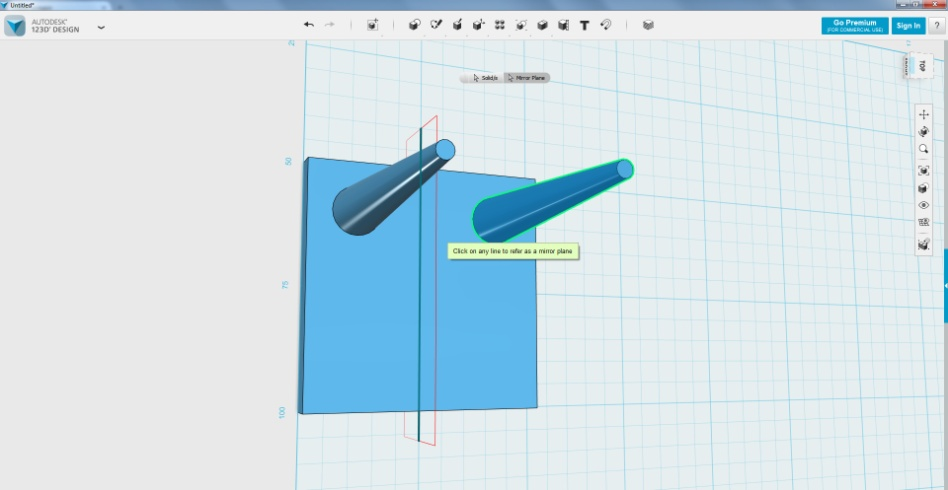 Untitled*
AUTODESK®
123D® DESIGN
Go Premium
(FOR COMMERCIAL USE)
Sign In
?
Solid/s
Mirror Plane
TOP
50
Click on any line to refer as a mirror plane
75
100